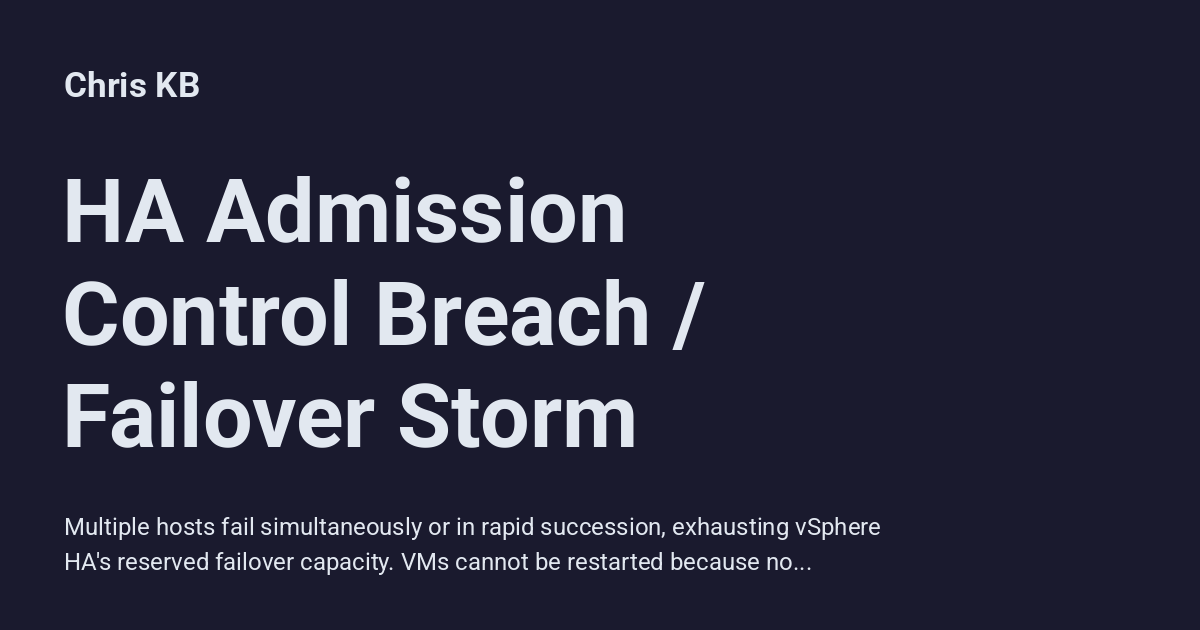 Chris KB
HA Admission
Control Breach /
Failover Storm
Multiple hosts fail simultaneously or in rapid succession, exhausting vSphere
HA's reserved failover capacity. VMs cannot be restarted because no...